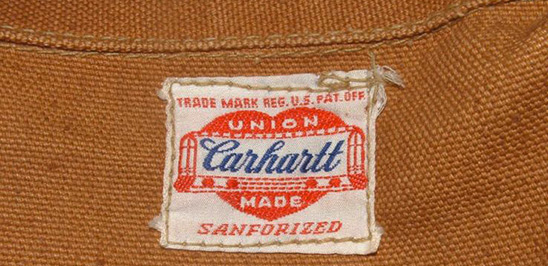 TRADE MARK REG. U.S. PAT. OFF.
UNION
Carhartt
MADE
SANFORIZED